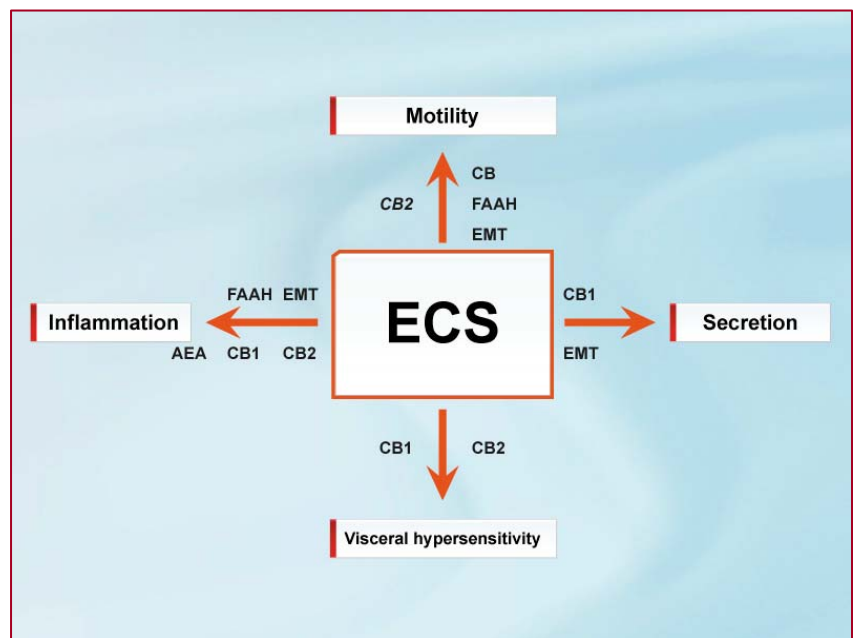 Motility
CB
CB2 FAAH
EMT
FAAH EMT
CB1
Inflammation
ECS
Secretion
AEA CB1 CB2
EMT
CB1 CB2
Visceral hypersensitivity